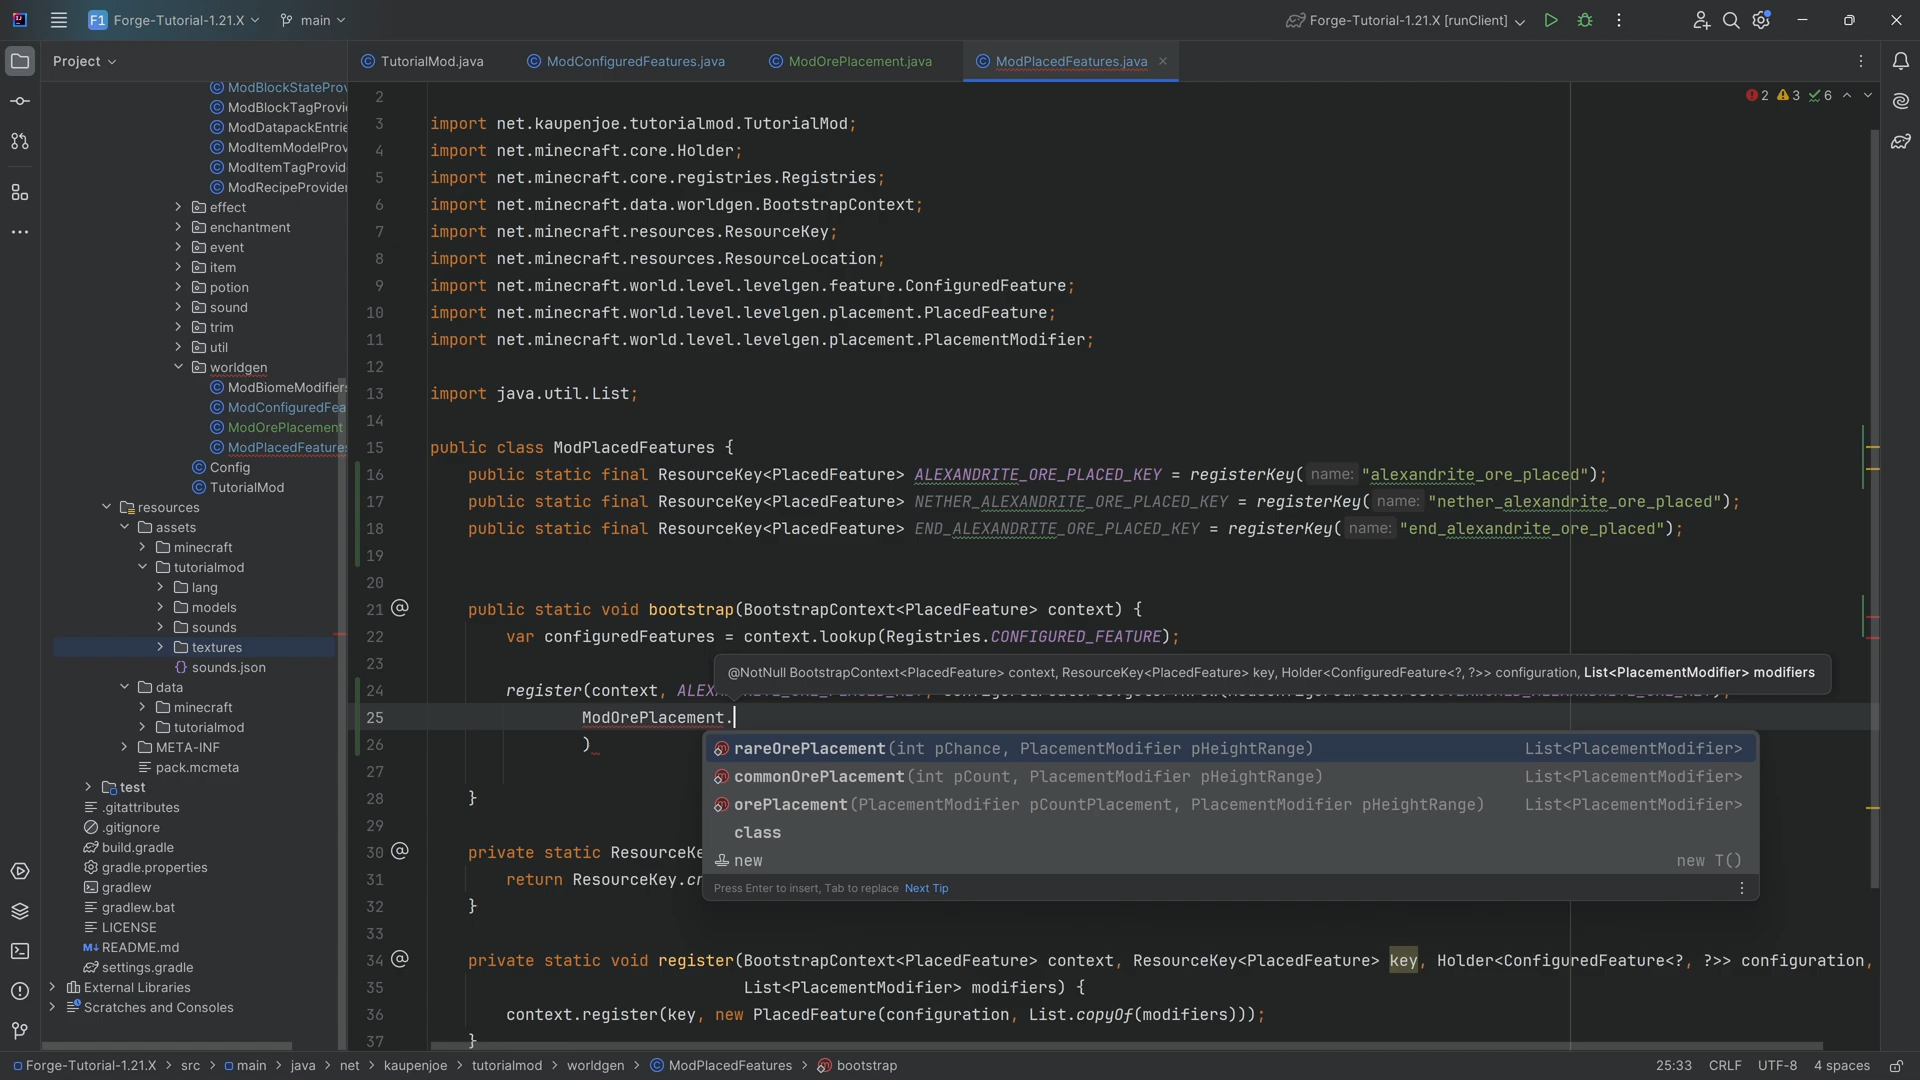 F1 Forge-Tutorial-1.21.X main
Forge-Tutorial-1.21.X [runClient]
Project
TutorialMod.java
ModConfiguredFeatures.java
ModOrePlacement.java
ModPlacedFeatures.java
2 3 6
ModBlockStateProv
ModBlockTagProvi
ModDatapackEntrie
ModItemModelProv
ModItemTagProvid
ModRecipeProvider
effect
enchantment
event
item
potion
sound
trim
util
worldgen
ModBiomeModifiers
ModConfiguredFea
ModOrePlacement
ModPlacedFeatures
Config
TutorialMod
resources
assets
minecraft
tutorialmod
lang
models
sounds
textures
{} sounds.json
data
minecraft
tutorialmod
META-INF
pack.mcmeta
test
.gitattributes
.gitignore
build.gradle
gradle.properties
gradlew
gradlew.bat
LICENSE
M↓ README.md
settings.gradle
External Libraries
Scratches and Consoles
2
3 import net.kaupenjoe.tutorialmod.TutorialMod;
4 import net.minecraft.core.Holder;
5 import net.minecraft.core.registries.Registries;
6 import net.minecraft.data.worldgen.BootstrapContext;
7 import net.minecraft.resources.ResourceKey;
8 import net.minecraft.resources.ResourceLocation;
9 import net.minecraft.world.level.levelgen.feature.ConfiguredFeature;
10 import net.minecraft.world.level.levelgen.placement.PlacedFeature;
11 import net.minecraft.world.level.levelgen.placement.PlacementModifier;
12
13 import java.util.List;
14
15 public class ModPlacedFeatures {
16 public static final ResourceKey<PlacedFeature> ALEXANDRITE_ORE_PLACED_KEY = registerKey( name: "alexandrite_ore_placed");
17 public static final ResourceKey<PlacedFeature> NETHER_ALEXANDRITE_ORE_PLACED_KEY = registerKey( name: "nether_alexandrite_ore_placed");
18 public static final ResourceKey<PlacedFeature> END_ALEXANDRITE_ORE_PLACED_KEY = registerKey( name: "end_alexandrite_ore_placed");
19
20
21 @ public static void bootstrap(BootstrapContext<PlacedFeature> context) {
22 var configuredFeatures = context.lookup(Registries.CONFIGURED_FEATURE);
23
@NotNull BootstrapContext<PlacedFeature> context, ResourceKey<PlacedFeature> key, Holder<ConfiguredFeature<?, ?>> configuration, List<PlacementModifier> modifiers
24 register(context, ALEX
25 ModOrePlacement.
26 )
rareOrePlacement(int pChance, PlacementModifier pHeightRange) List<PlacementModifier>
commonOrePlacement(int pCount, PlacementModifier pHeightRange) List<PlacementModifier>
orePlacement(PlacementModifier pCountPlacement, PlacementModifier pHeightRange) List<PlacementModifier>
class
new new T()
Press Enter to insert, Tab to replace Next Tip
27
28 }
29
30 @ private static ResourceKe
31 return ResourceKey.cr
32 }
33
34 @ private static void register(BootstrapContext<PlacedFeature> context, ResourceKey<PlacedFeature> key, Holder<ConfiguredFeature<?, ?>> configuration,
35 List<PlacementModifier> modifiers) {
36 context.register(key, new PlacedFeature(configuration, List.copyOf(modifiers)));
37 }
Forge-Tutorial-1.21.X > src > main > java > net > kaupenjoe > tutorialmod > worldgen > ModPlacedFeatures > bootstrap
25:33 CRLF UTF-8 4 spaces